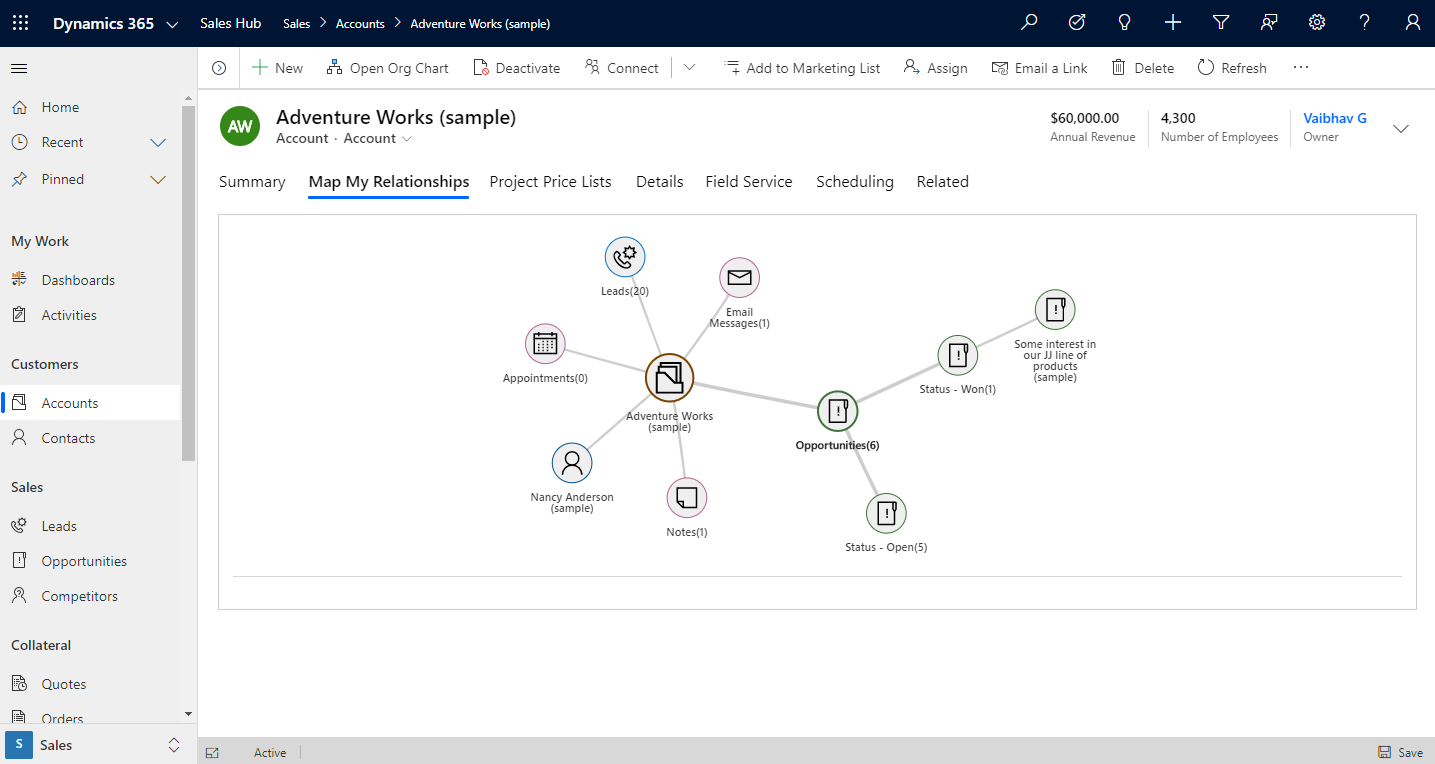 Dynamics 365
Sales Hub
Sales > Accounts > Adventure Works (sample)
New
Open Org Chart
Deactivate
Connect
Add to Marketing List
Assign
Email a Link
Delete
Refresh
Home
Recent
Pinned
My Work
Dashboards
Activities
Customers
Accounts
Contacts
Sales
Leads
Opportunities
Competitors
Collateral
Quotes
Orders
S Sales
AW
Adventure Works (sample)
Account · Account
$60,000.00
Annual Revenue
4,300
Number of Employees
Vaibhav G
Owner
Summary
Map My Relationships
Project Price Lists
Details
Field Service
Scheduling
Related
Leads(20)
Email
Messages(1)
Appointments(0)
Adventure Works
(sample)
Nancy Anderson
(sample)
Notes(1)
Opportunities(6)
Status - Won(1)
Some interest in
our JJ line of
products
(sample)
Status - Open(5)
Active
Save